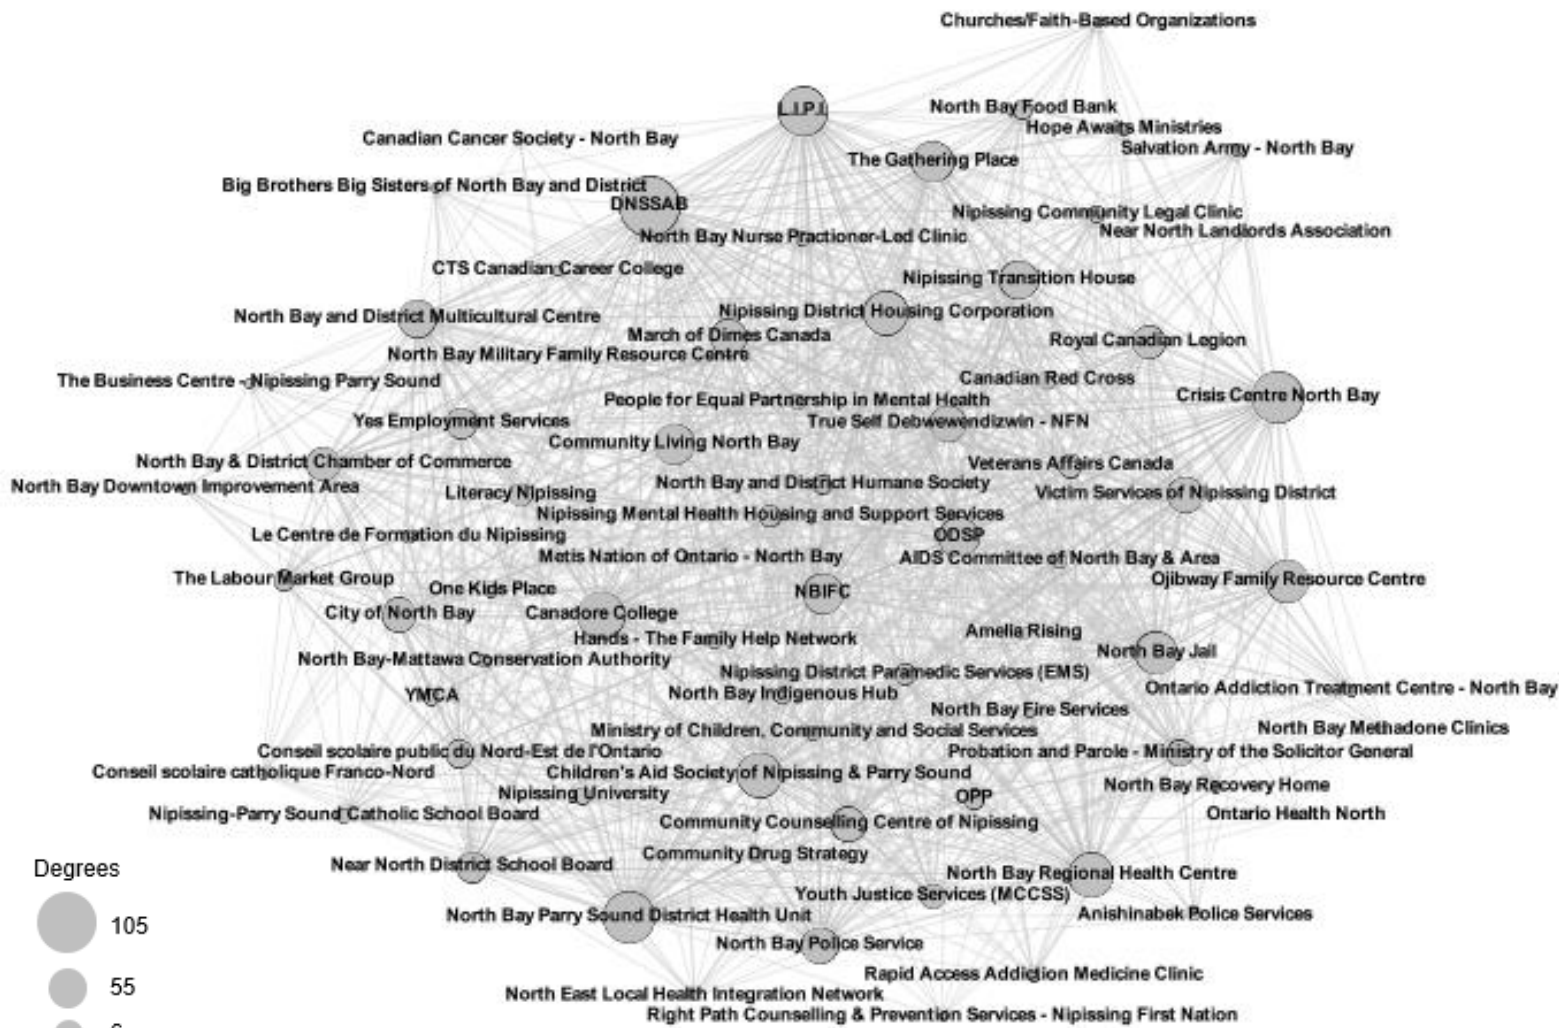 Churches/Faith-Based Organizations
L.I.P.I.
North Bay Food Bank
Hope Awaits Ministries
Canadian Cancer Society - North Bay
Salvation Army - North Bay
The Gathering Place
Big Brothers Big Sisters of North Bay and District
DNSSAB
Nipissing Community Legal Clinic
Near North Landlords Association
North Bay Nurse Practioner-Led Clinic
CTS Canadian Career College
Nipissing Transition House
North Bay and District Multicultural Centre
Nipissing District Housing Corporation
March of Dimes Canada
Royal Canadian Legion
North Bay Military Family Resource Centre
The Business Centre - Nipissing Parry Sound
Canadian Red Cross
Crisis Centre North Bay
People for Equal Partnership in Mental Health
Yes Employment Services
True Self Debwewendizwin - NFN
Community Living North Bay
North Bay & District Chamber of Commerce
Veterans Affairs Canada
North Bay Downtown Improvement Area
Literacy Nipissing
North Bay and District Humane Society
Victim Services of Nipissing District
Nipissing Mental Health Housing and Support Services
Le Centre de Formation du Nipissing
ODSP
Metis Nation of Ontario - North Bay
AIDS Committee of North Bay & Area
The Labour Market Group
One Kids Place
NBIFC
Ojibway Family Resource Centre
City of North Bay
Canadore College
Hands - The Family Help Network
Amelia Rising
North Bay Jail
North Bay-Mattawa Conservation Authority
Nipissing District Paramedic Services (EMS)
YMCA
North Bay Indigenous Hub
Ontario Addiction Treatment Centre - North Bay
North Bay Fire Services
Ministry of Children, Community and Social Services
North Bay Methadone Clinics
Conseil scolaire public du Nord-Est de l'Ontario
Probation and Parole - Ministry of the Solicitor General
Conseil scolaire catholique Franco-Nord
Children's Aid Society of Nipissing & Parry Sound
North Bay Recovery Home
Nipissing University
OPP
Nipissing-Parry Sound Catholic School Board
Ontario Health North
Community Counselling Centre of Nipissing
Community Drug Strategy
Near North District School Board
North Bay Regional Health Centre
Youth Justice Services (MCCSS)
North Bay Parry Sound District Health Unit
Anishinabek Police Services
North Bay Police Service
Rapid Access Addiction Medicine Clinic
North East Local Health Integration Network
Right Path Counselling & Prevention Services - Nipissing First Nation
Degrees
105
55